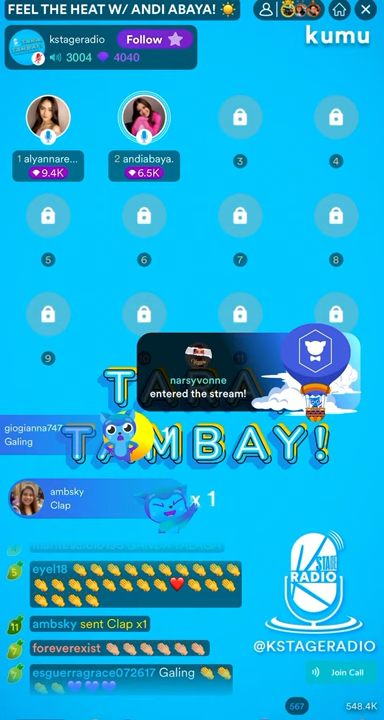 FEEL THE HEAT W/ ANDI ABAYA! ☀️
kumu
kstageradio
Follow
3004
4040
1 alyannare...
9.4K
2 andiabaya.
6.5K
3
4
5
6
7
8
9
narsyvonne
entered the stream!
TARA
TAMBAY!
giogianna747
Galing
ambsky
Clap
x 1
eyel18 👏👏👏👏👏👏👏👏👏👏
👏👏👏👏👏👏👏👏❤️👏👏
👏👏👏👏
11 ambsky sent Clap x1
foreverexist 👏👏👏👏👏👏
esguerragrace072617 Galing 👏👏
👏👏💙💙💙
K STAGE
RADIO
@KSTAGERADIO
Join Call
567
548.4K